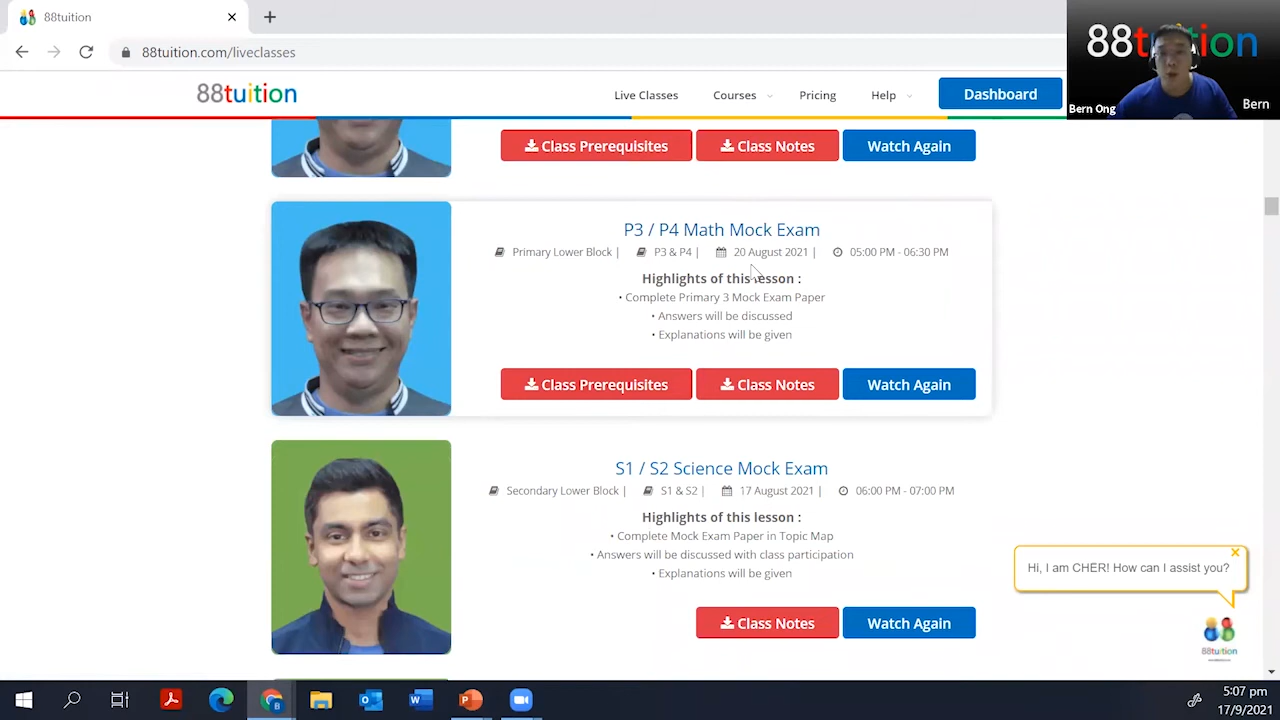 88tuition
88tuition.com/liveclasses
88tuition
Bern Ong
Bern
88tuition
Live Classes
Courses
Pricing
Help
Dashboard
Class Prerequisites
Class Notes
Watch Again
P3 / P4 Math Mock Exam
Primary Lower Block | P3 & P4 | 20 August 2021 | 05:00 PM - 06:30 PM
Highlights of this lesson :
• Complete Primary 3 Mock Exam Paper
• Answers will be discussed
• Explanations will be given
Class Prerequisites
Class Notes
Watch Again
S1 / S2 Science Mock Exam
Secondary Lower Block | S1 & S2 | 17 August 2021 | 06:00 PM - 07:00 PM
Highlights of this lesson :
• Complete Mock Exam Paper in Topic Map
• Answers will be discussed with class participation
• Explanations will be given
Class Notes
Watch Again
Hi, I am CHER! How can I assist you?
88tuition
5:07 pm
17/9/2021